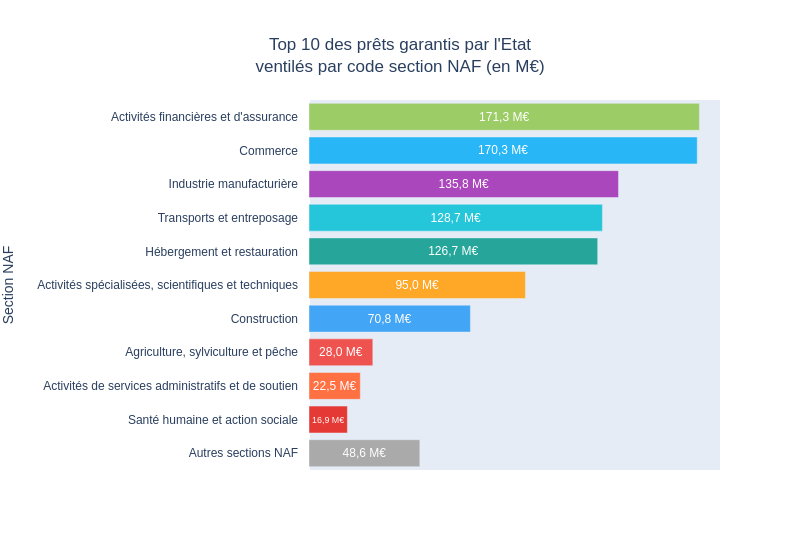 Top 10 des prêts garantis par l'Etat
ventilés par code section NAF (en M€)
Section NAF
Activités financières et d'assurance 171,3 M€
Commerce 170,3 M€
Industrie manufacturière 135,8 M€
Transports et entreposage 128,7 M€
Hébergement et restauration 126,7 M€
Activités spécialisées, scientifiques et techniques 95,0 M€
Construction 70,8 M€
Agriculture, sylviculture et pêche 28,0 M€
Activités de services administratifs et de soutien 22,5 M€
Santé humaine et action sociale 16,9 M€
Autres sections NAF 48,6 M€